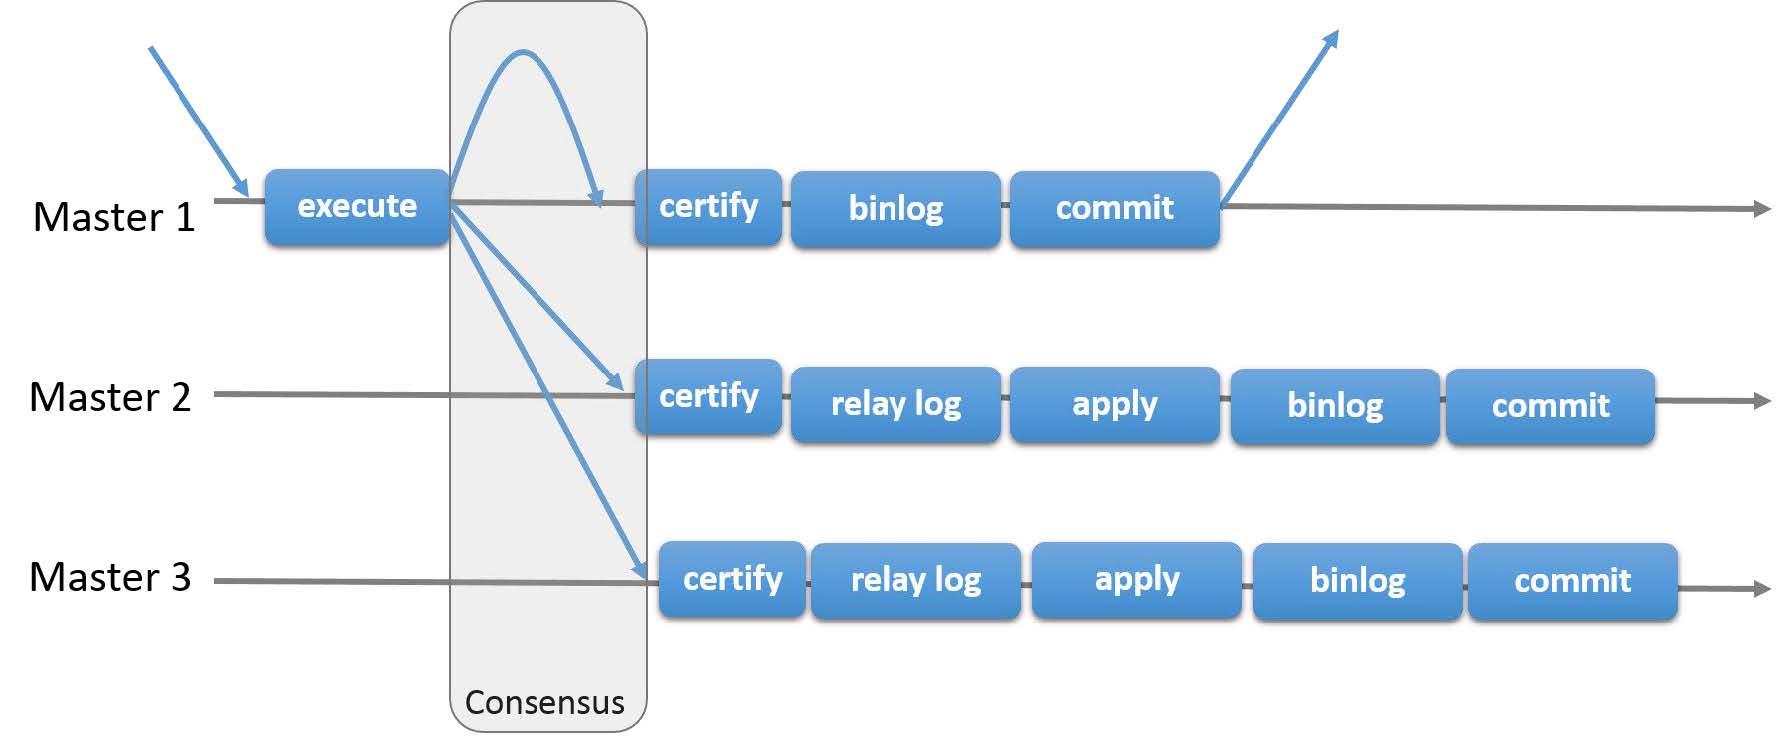 Master 1
execute
certify
binlog
commit
Master 2
certify
relay log
apply
binlog
commit
Master 3
certify
relay log
apply
binlog
commit
Consensus